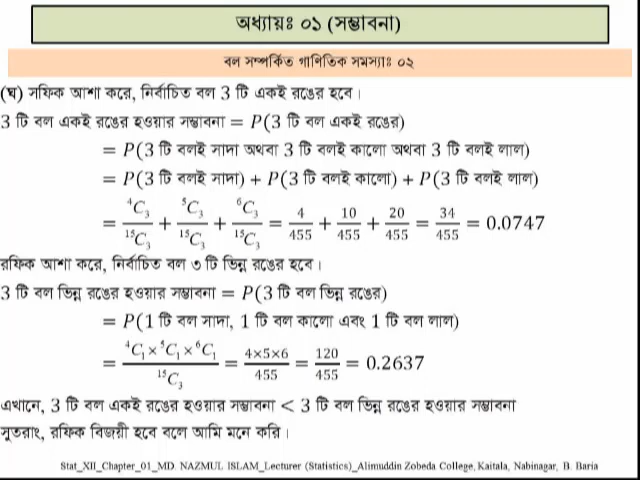 অধ্যায়ঃ ০১ (সম্ভাবনা)
বল সম্পর্কিত গাণিতিক সমস্যাঃ ০২
(ঘ) সফিক আশা করে, নির্বাচিত বল 3 টি একই রঙের হবে।
3 টি বল একই রঙের হওয়ার সম্ভাবনা = P(3 টি বল একই রঙের)
= P(3 টি বলই সাদা অথবা 3 টি বলই কালো অথবা 3 টি বলই লাল)
= P(3 টি বলই সাদা) + P(3 টি বলই কালো) + P(3 টি বলই লাল)
= ⁴C₃/¹⁵C₃ + ⁵C₃/¹⁵C₃ + ⁶C₃/¹⁵C₃ = 4/455 + 10/455 + 20/455 = 34/455 = 0.0747
রফিক আশা করে, নির্বাচিত বল ৩ টি ভিন্ন রঙের হবে।
3 টি বল ভিন্ন রঙের হওয়ার সম্ভাবনা = P(3 টি বল ভিন্ন রঙের)
= P(1 টি বল সাদা, 1 টি বল কালো এবং 1 টি বল লাল)
= ⁴C₁×⁵C₁×⁶C₁/¹⁵C₃ = 4×5×6/455 = 120/455 = 0.2637
এখানে, 3 টি বল একই রঙের হওয়ার সম্ভাবনা < 3 টি বল ভিন্ন রঙের হওয়ার সম্ভাবনা
সুতরাং, রফিক বিজয়ী হবে বলে আমি মনে করি।
Stat_XII_Chapter_01_MD. NAZMUL ISLAM_Lecturer (Statistics)_Alimuddin Zobeda College, Kaitala, Nabinagar, B. Baria